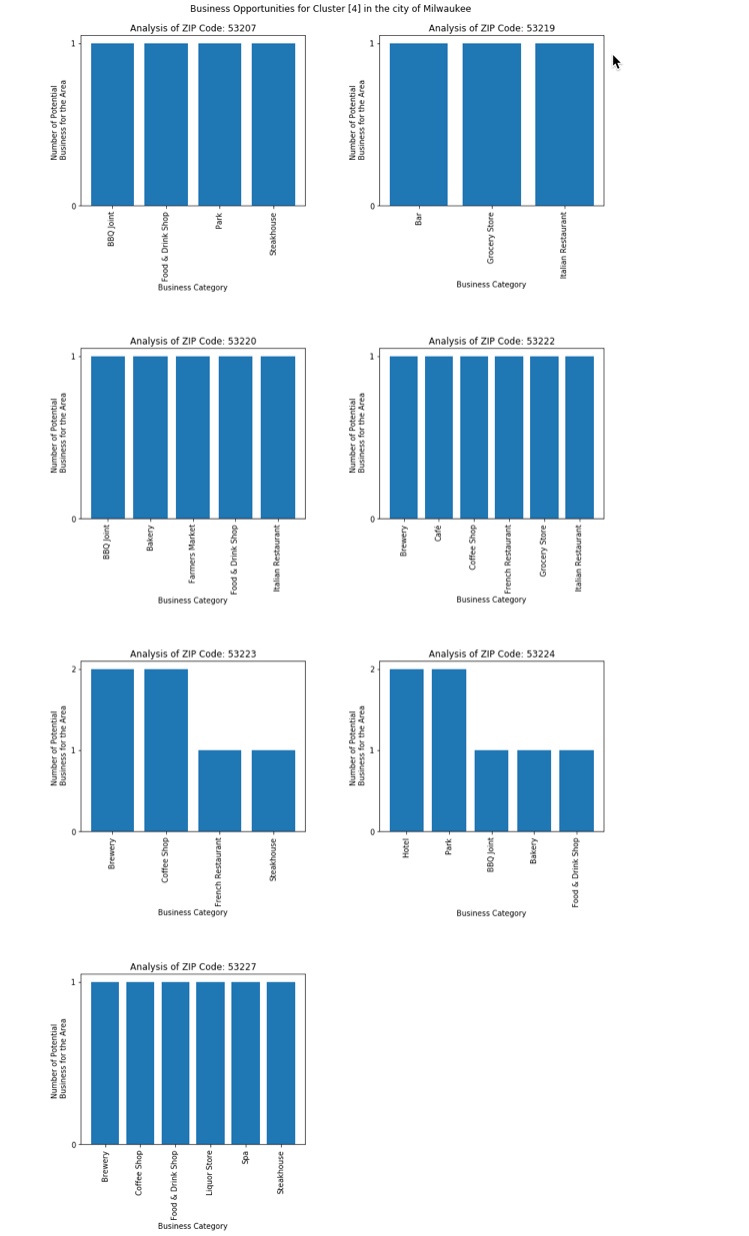 Business Opportunities for Cluster [4] in the city of Milwaukee
Analysis of ZIP Code: 53207
Number of Potential
Business for the Area
1
0
BBQ Joint
Food & Drink Shop
Park
Steakhouse
Business Category
Analysis of ZIP Code: 53219
Number of Potential
Business for the Area
1
0
Bar
Grocery Store
Italian Restaurant
Business Category
Analysis of ZIP Code: 53220
Number of Potential
Business for the Area
1
0
BBQ Joint
Bakery
Farmers Market
Food & Drink Shop
Italian Restaurant
Business Category
Analysis of ZIP Code: 53222
Number of Potential
Business for the Area
1
0
Brewery
Café
Coffee Shop
French Restaurant
Grocery Store
Italian Restaurant
Business Category
Analysis of ZIP Code: 53223
Number of Potential
Business for the Area
2
1
0
Brewery
Coffee Shop
French Restaurant
Steakhouse
Business Category
Analysis of ZIP Code: 53224
Number of Potential
Business for the Area
2
1
0
Hotel
Park
BBQ Joint
Bakery
Food & Drink Shop
Business Category
Analysis of ZIP Code: 53227
Number of Potential
Business for the Area
1
0
Brewery
Coffee Shop
Food & Drink Shop
Liquor Store
Spa
Steakhouse
Business Category